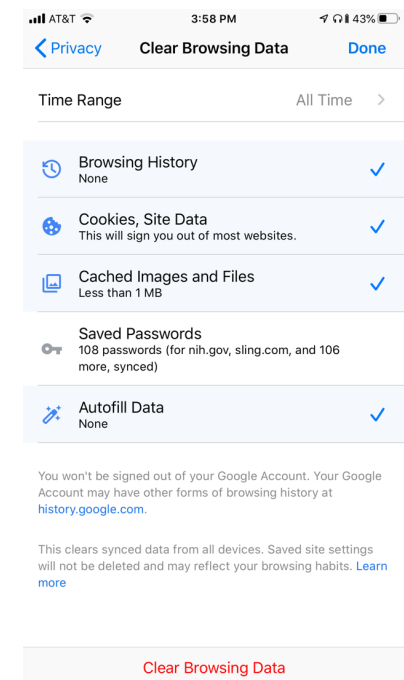 AT&T 3:58 PM 43%
Privacy Clear Browsing Data Done
Time Range All Time
Browsing History
None
Cookies, Site Data
This will sign you out of most websites.
Cached Images and Files
Less than 1 MB
Saved Passwords
108 passwords (for nih.gov, sling.com, and 106
more, synced)
Autofill Data
None
You won't be signed out of your Google Account. Your Google
Account may have other forms of browsing history at
history.google.com.
This clears synced data from all devices. Saved site settings
will not be deleted and may reflect your browsing habits. Learn
more
Clear Browsing Data